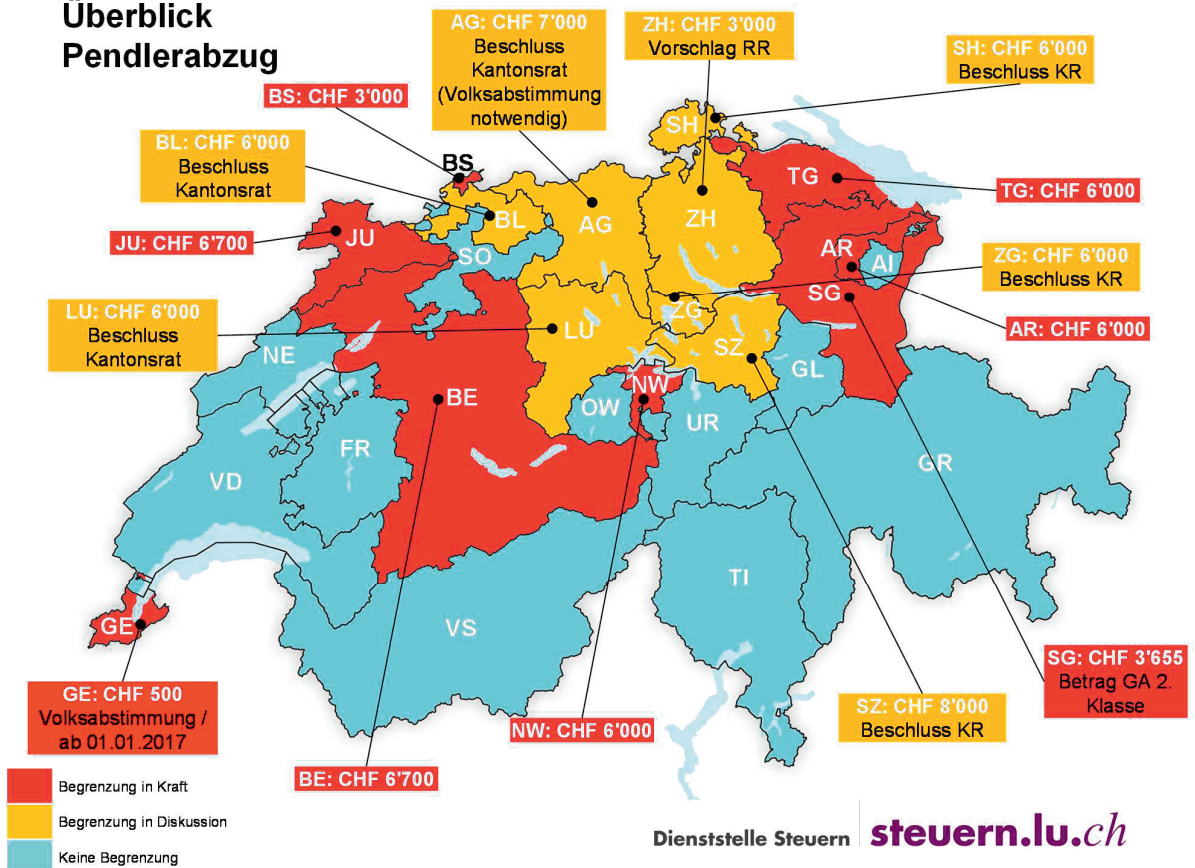 Überblick
Pendlerabzug
AG: CHF 7'000
Beschluss
Kantonsrat
(Volksabstimmung
notwendig)
ZH: CHF 3'000
Vorschlag RR
SH: CHF 6'000
Beschluss KR
BS: CHF 3'000
BL: CHF 6'000
Beschluss
Kantonsrat
TG: CHF 6'000
JU: CHF 6'700
ZG: CHF 6'000
Beschluss KR
LU: CHF 6'000
Beschluss
Kantonsrat
AR: CHF 6'000
SH
BS
TG
BL
AG
ZH
JU
SO
AR
AI
SG
ZG
LU
NE
SZ
GL
NW
BE
OW
UR
FR
GR
VD
TI
VS
GE
GE: CHF 500
Volksabstimmung /
ab 01.01.2017
SG: CHF 3'655
Betrag GA 2.
Klasse
SZ: CHF 8'000
Beschluss KR
NW: CHF 6'000
BE: CHF 6'700
Begrenzung in Kraft
Begrenzung in Diskussion
Keine Begrenzung
Dienststelle Steuern
steuern.lu.ch